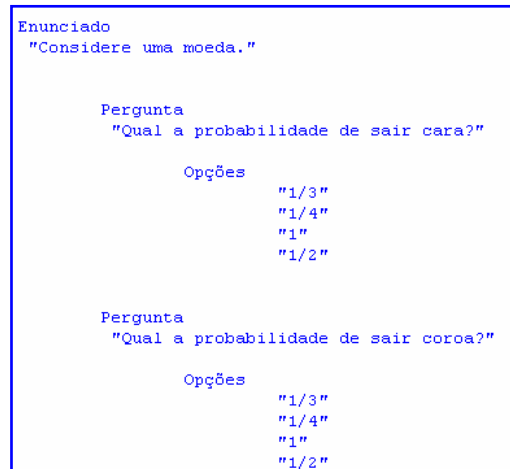 Enunciado
"Considere uma moeda."
Pergunta
"Qual a probabilidade de sair cara?"
Opções
"1/3"
"1/4"
"1"
"1/2"
Pergunta
"Qual a probabilidade de sair coroa?"
Opções
"1/3"
"1/4"
"1"
"1/2"